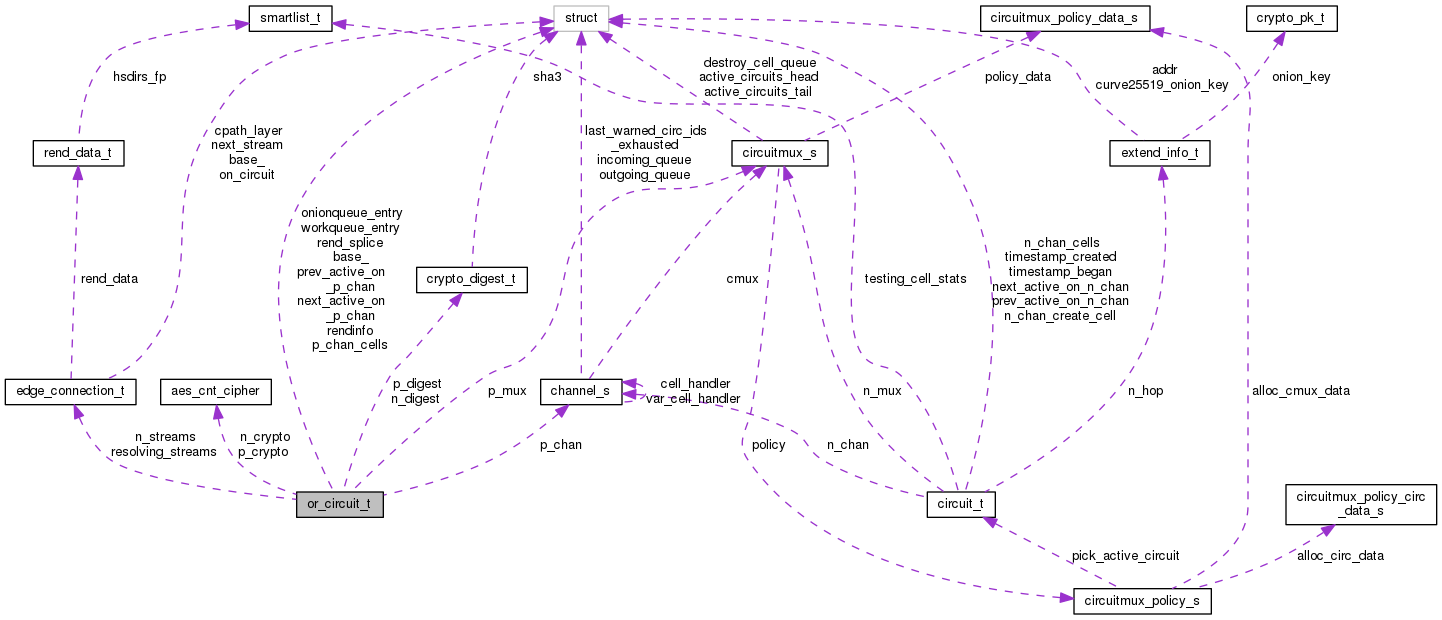 smartlist_t
struct
circuitmux_policy_data_s
crypto_pk_t
hsdirs_fp
sha3
destroy_cell_queue
active_circuits_head
active_circuits_tail
policy_data
addr
curve25519_onion_key
onion_key
rend_data_t
cpath_layer
next_stream
base_
on_circuit
last_warned_circ_ids
_exhausted
incoming_queue
outgoing_queue
circuitmux_s
extend_info_t
rend_data
onionqueue_entry
workqueue_entry
rend_splice
base_
prev_active_on
_p_chan
next_active_on
_p_chan
rendinfo
p_chan_cells
crypto_digest_t
cmux
testing_cell_stats
n_chan_cells
timestamp_created
timestamp_began
next_active_on_n_chan
prev_active_on_n_chan
n_chan_create_cell
edge_connection_t
aes_cnt_cipher
p_digest
n_digest
p_mux
channel_s
cell_handler
var_cell_handler
n_mux
n_hop
alloc_cmux_data
n_streams
resolving_streams
n_crypto
p_crypto
p_chan
policy
n_chan
or_circuit_t
circuit_t
circuitmux_policy_circ
_data_s
pick_active_circuit
alloc_circ_data
circuitmux_policy_s